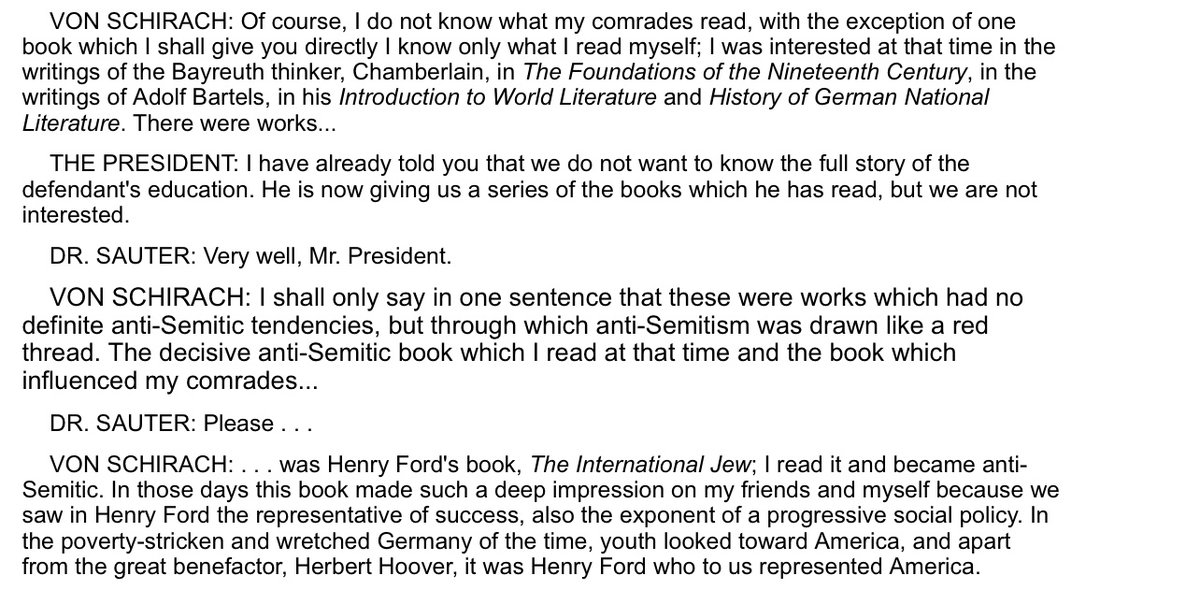 VON SCHIRACH: Of course, I do not know what my comrades read, with the exception of one
book which I shall give you directly I know only what I read myself; I was interested at that time in the
writings of the Bayreuth thinker, Chamberlain, in The Foundations of the Nineteenth Century, in the
writings of Adolf Bartels, in his Introduction to World Literature and History of German National
Literature. There were works...
THE PRESIDENT: I have already told you that we do not want to know the full story of the
defendant's education. He is now giving us a series of the books which he has read, but we are not
interested.
DR. SAUTER: Very well, Mr. President.
VON SCHIRACH: I shall only say in one sentence that these were works which had no
definite anti-Semitic tendencies, but through which anti-Semitism was drawn like a red
thread. The decisive anti-Semitic book which I read at that time and the book which
influenced my comrades...
DR. SAUTER: Please . . .
VON SCHIRACH: . . . was Henry Ford's book, The International Jew; I read it and became anti-
Semitic. In those days this book made such a deep impression on my friends and myself because we
saw in Henry Ford the representative of success, also the exponent of a progressive social policy. In
the poverty-stricken and wretched Germany of the time, youth looked toward America, and apart
from the great benefactor, Herbert Hoover, it was Henry Ford who to us represented America.